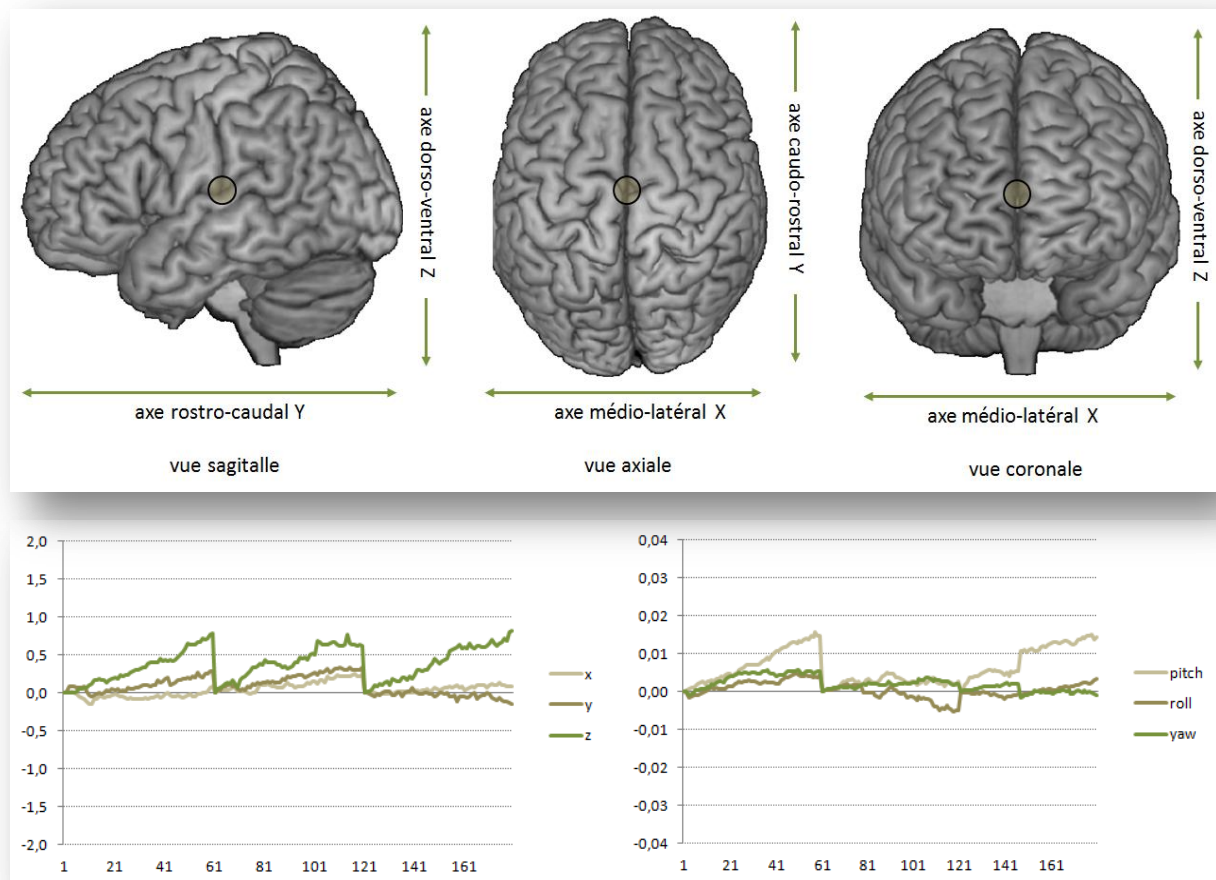 axe dorso-ventral Z
axe caudo-rostral Y
axe dorso-ventral Z
axe rostro-caudal Y
axe médio-latéral X
axe médio-latéral X
vue sagitalle
vue axiale
vue coronale
2,0
1,5
1,0
0,5
0,0
-0,5
-1,0
-1,5
-2,0
1 21 41 61 81 101 121 141 161
x
y
z
0,04
0,03
0,02
0,01
0,00
-0,01
-0,02
-0,03
-0,04
1 21 41 61 81 101 121 141 161
pitch
roll
yaw